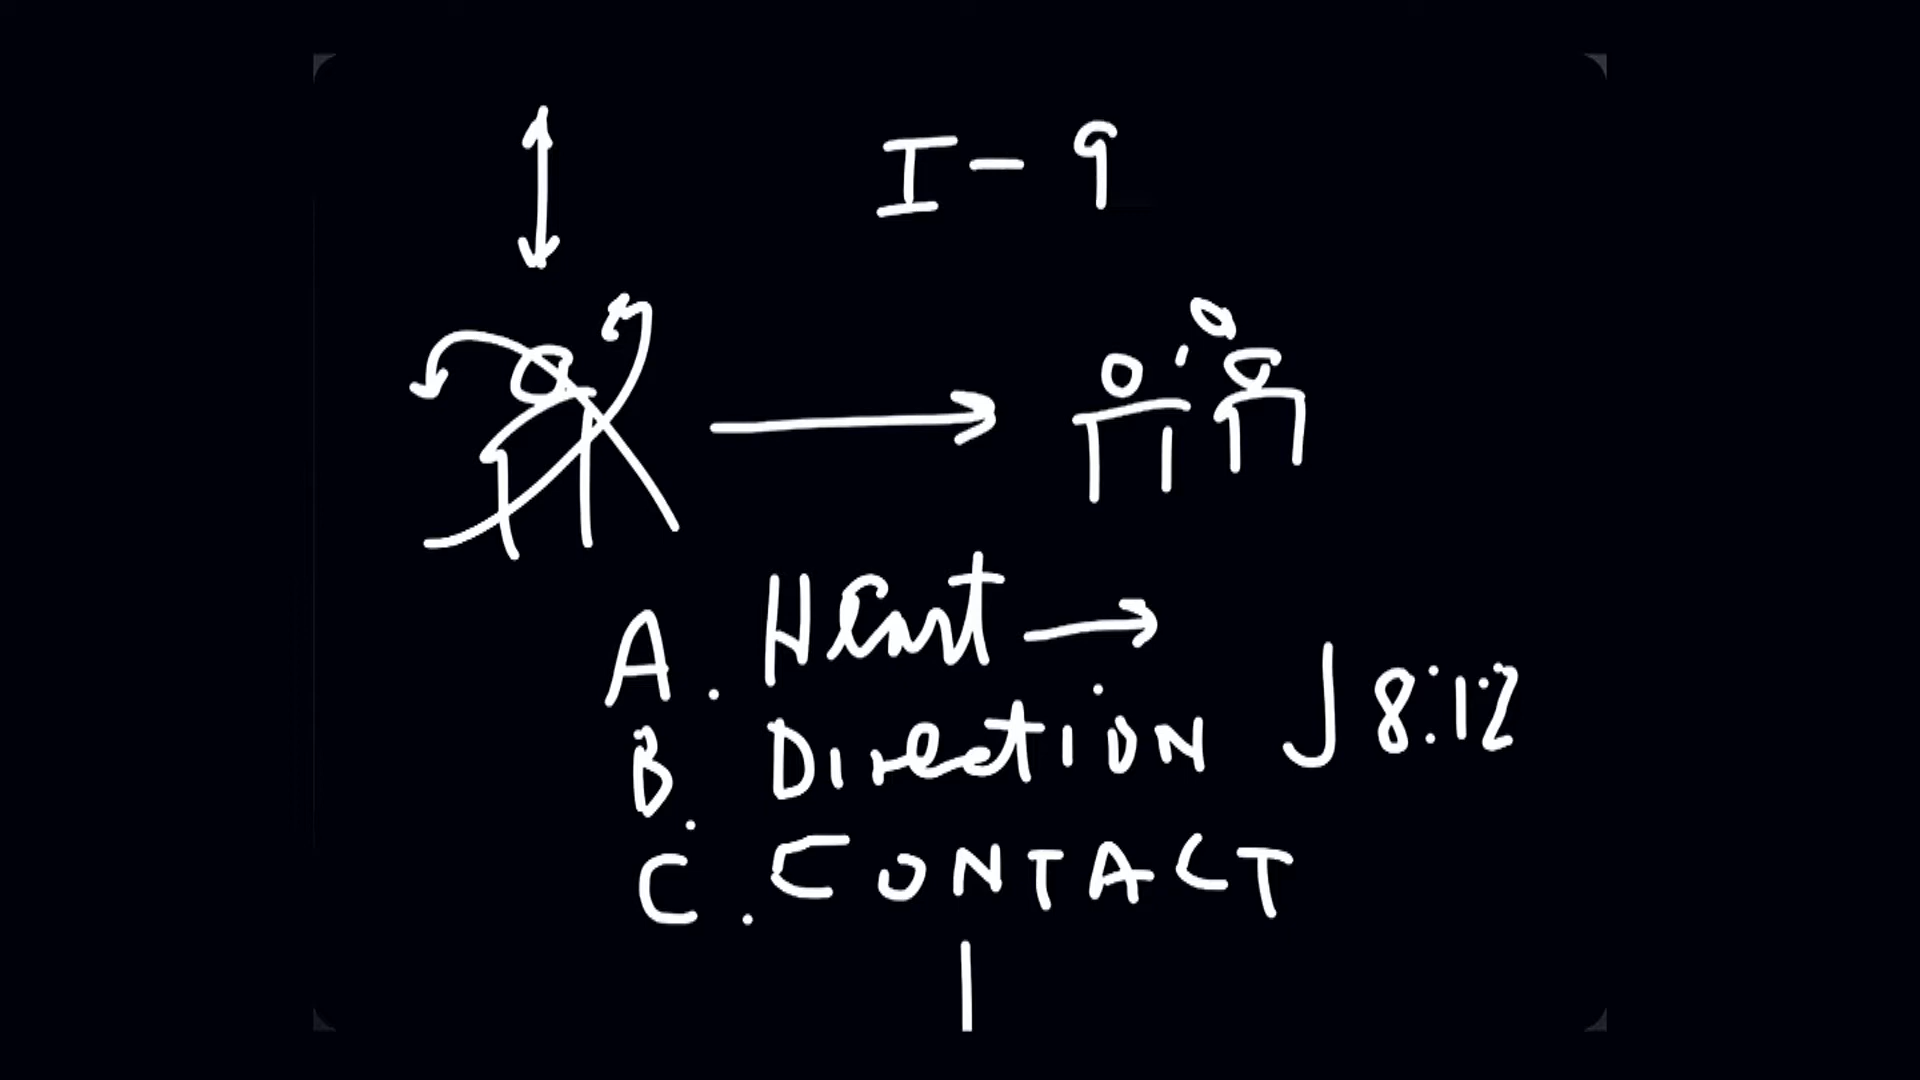 I-9
A. Heart →
B. Direction J 8:12
C. CONTACT